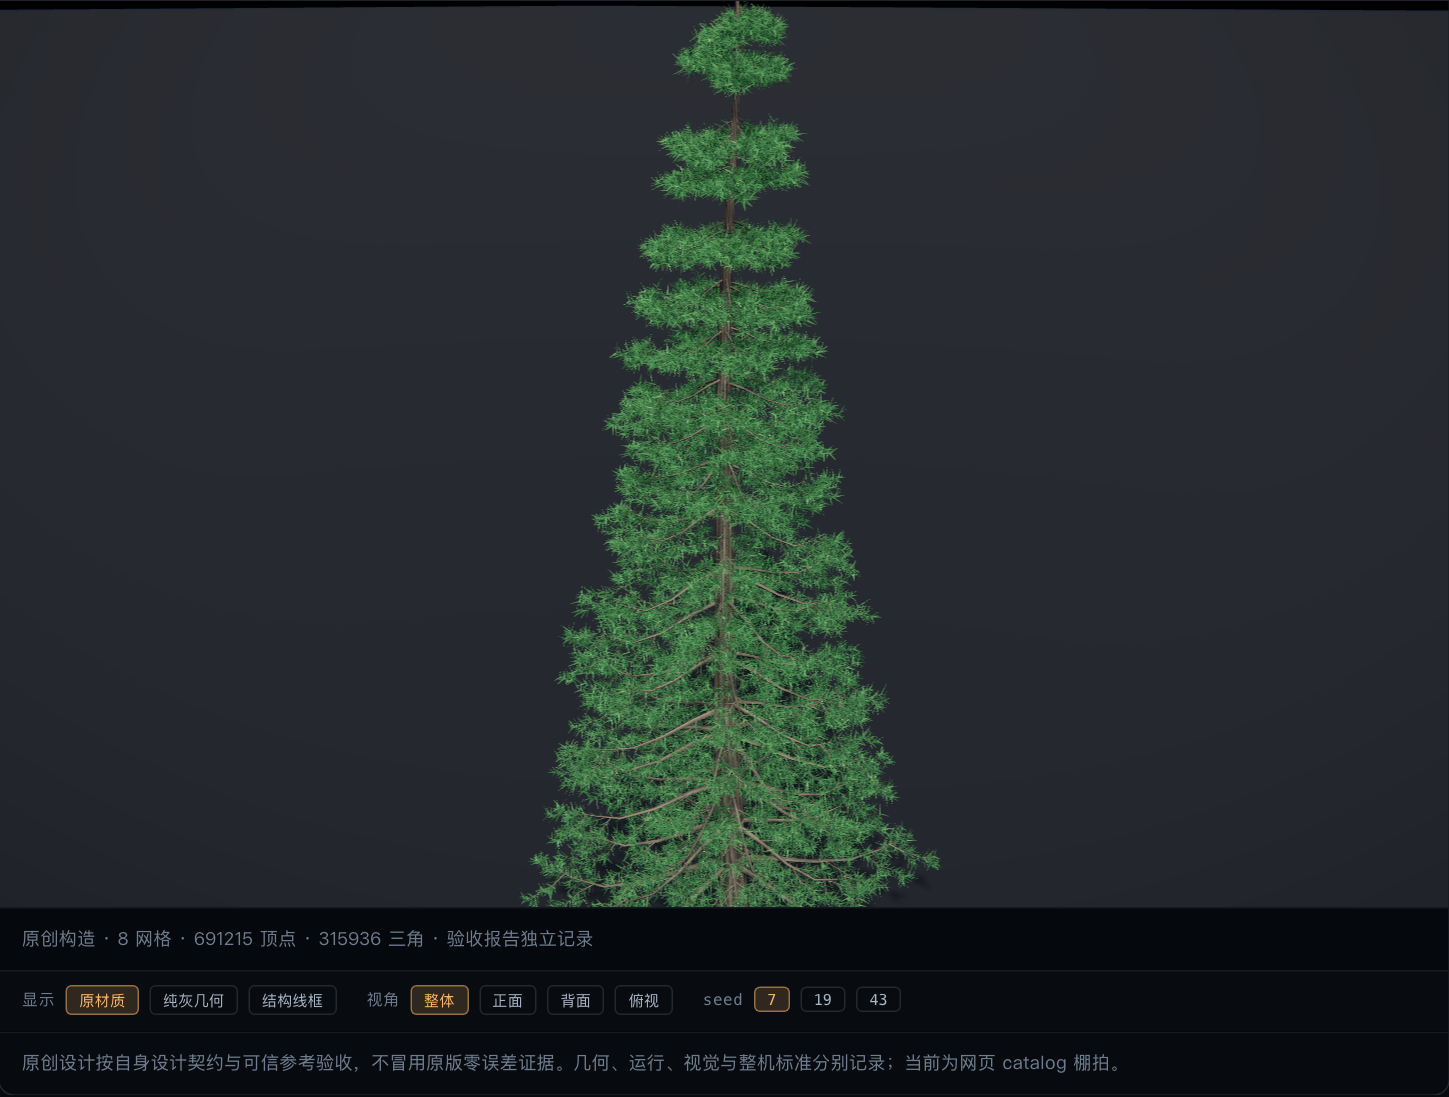 原创构造 · 8 网格 · 691215 顶点 · 315936 三角 · 验收报告独立记录
显示 原材质 纯灰几何 结构线框 视角 整体 正面 背面 俯视 seed 7 19 43
原创设计按自身设计契约与可信参考验收，不冒用原版零误差证据。几何、运行、视觉与整机标准分别记录；当前为网页 catalog 棚拍。